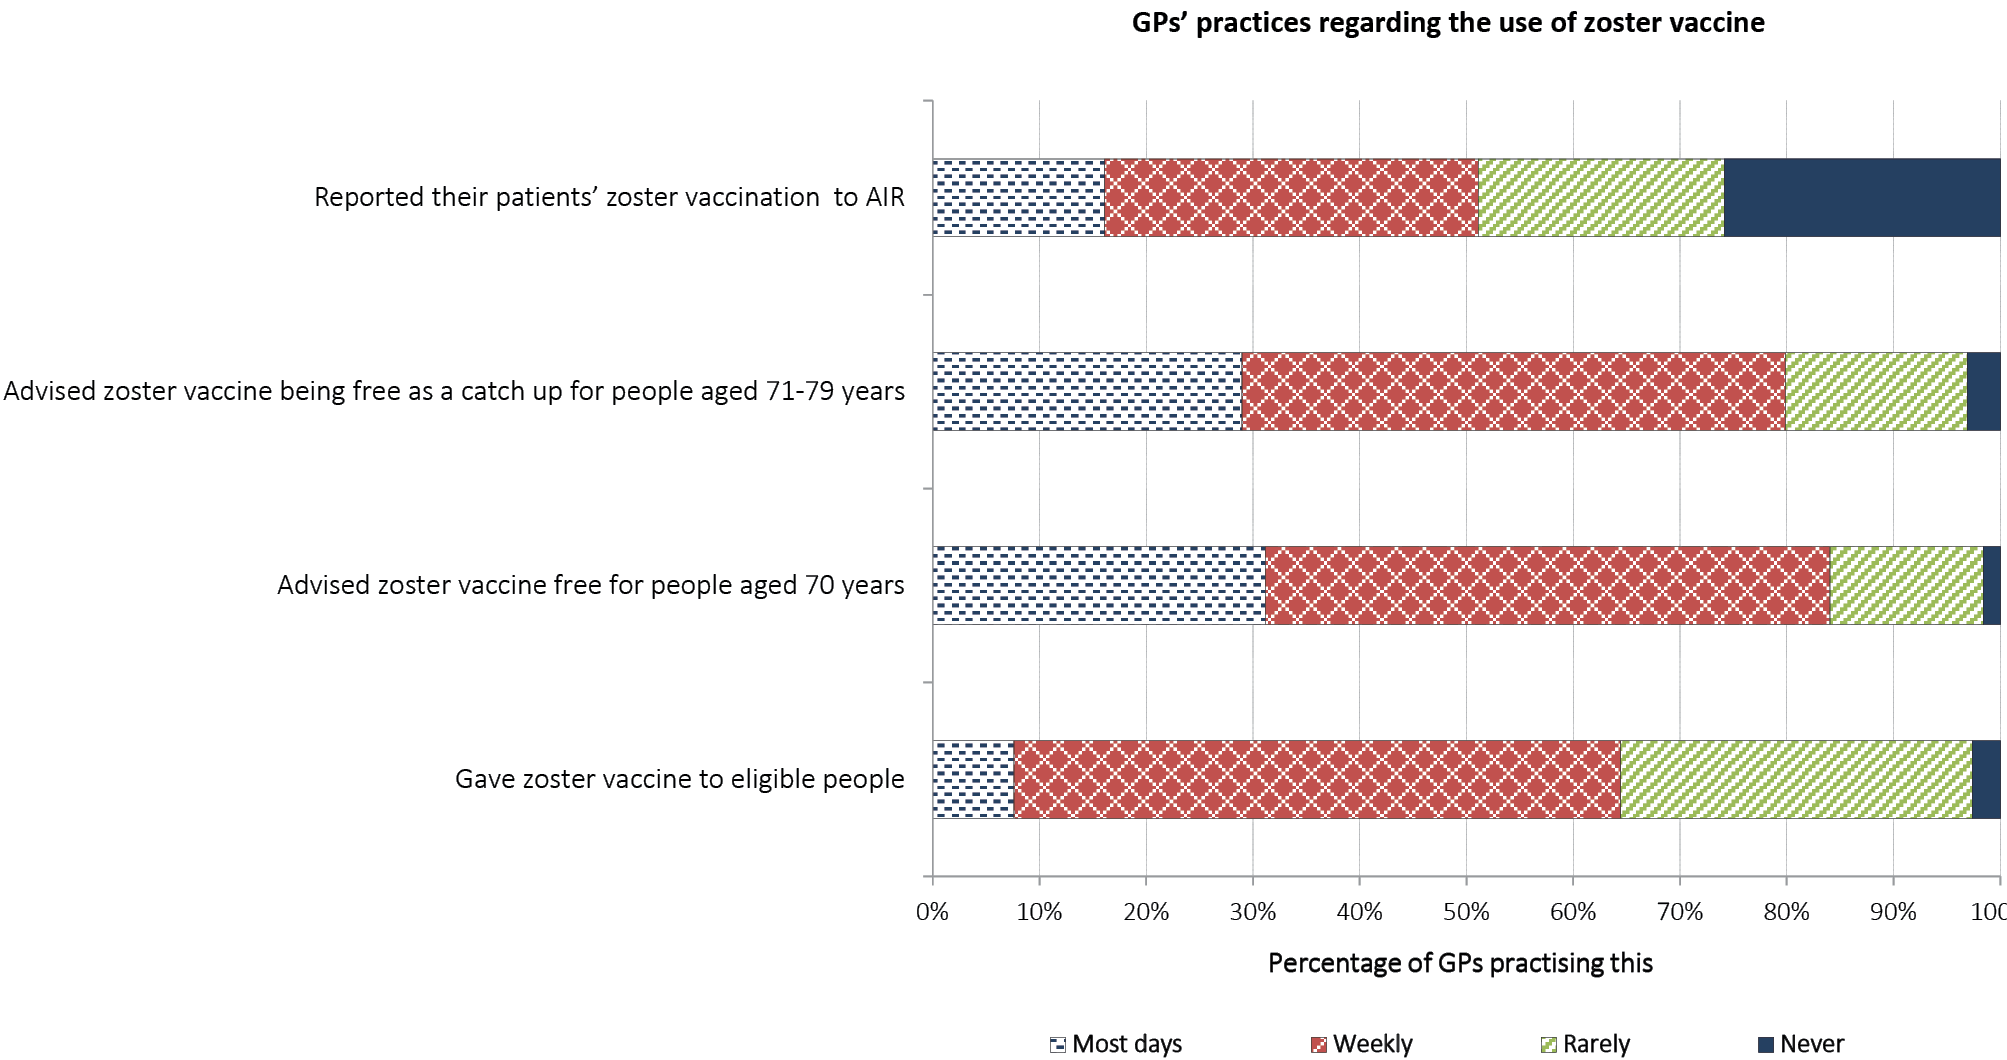 GPs’ practices regarding the use of zoster vaccine
Reported their patients’ zoster vaccination  to AIR
Advised zoster vaccine being free as a catch up for people aged 71-79 years
Advised zoster vaccine free for people aged 70 years
Gave zoster vaccine to eligible people
0% 10% 20% 30% 40% 50% 60% 70% 80% 90% 100
Percentage of GPs practising this
Most days Weekly Rarely Never